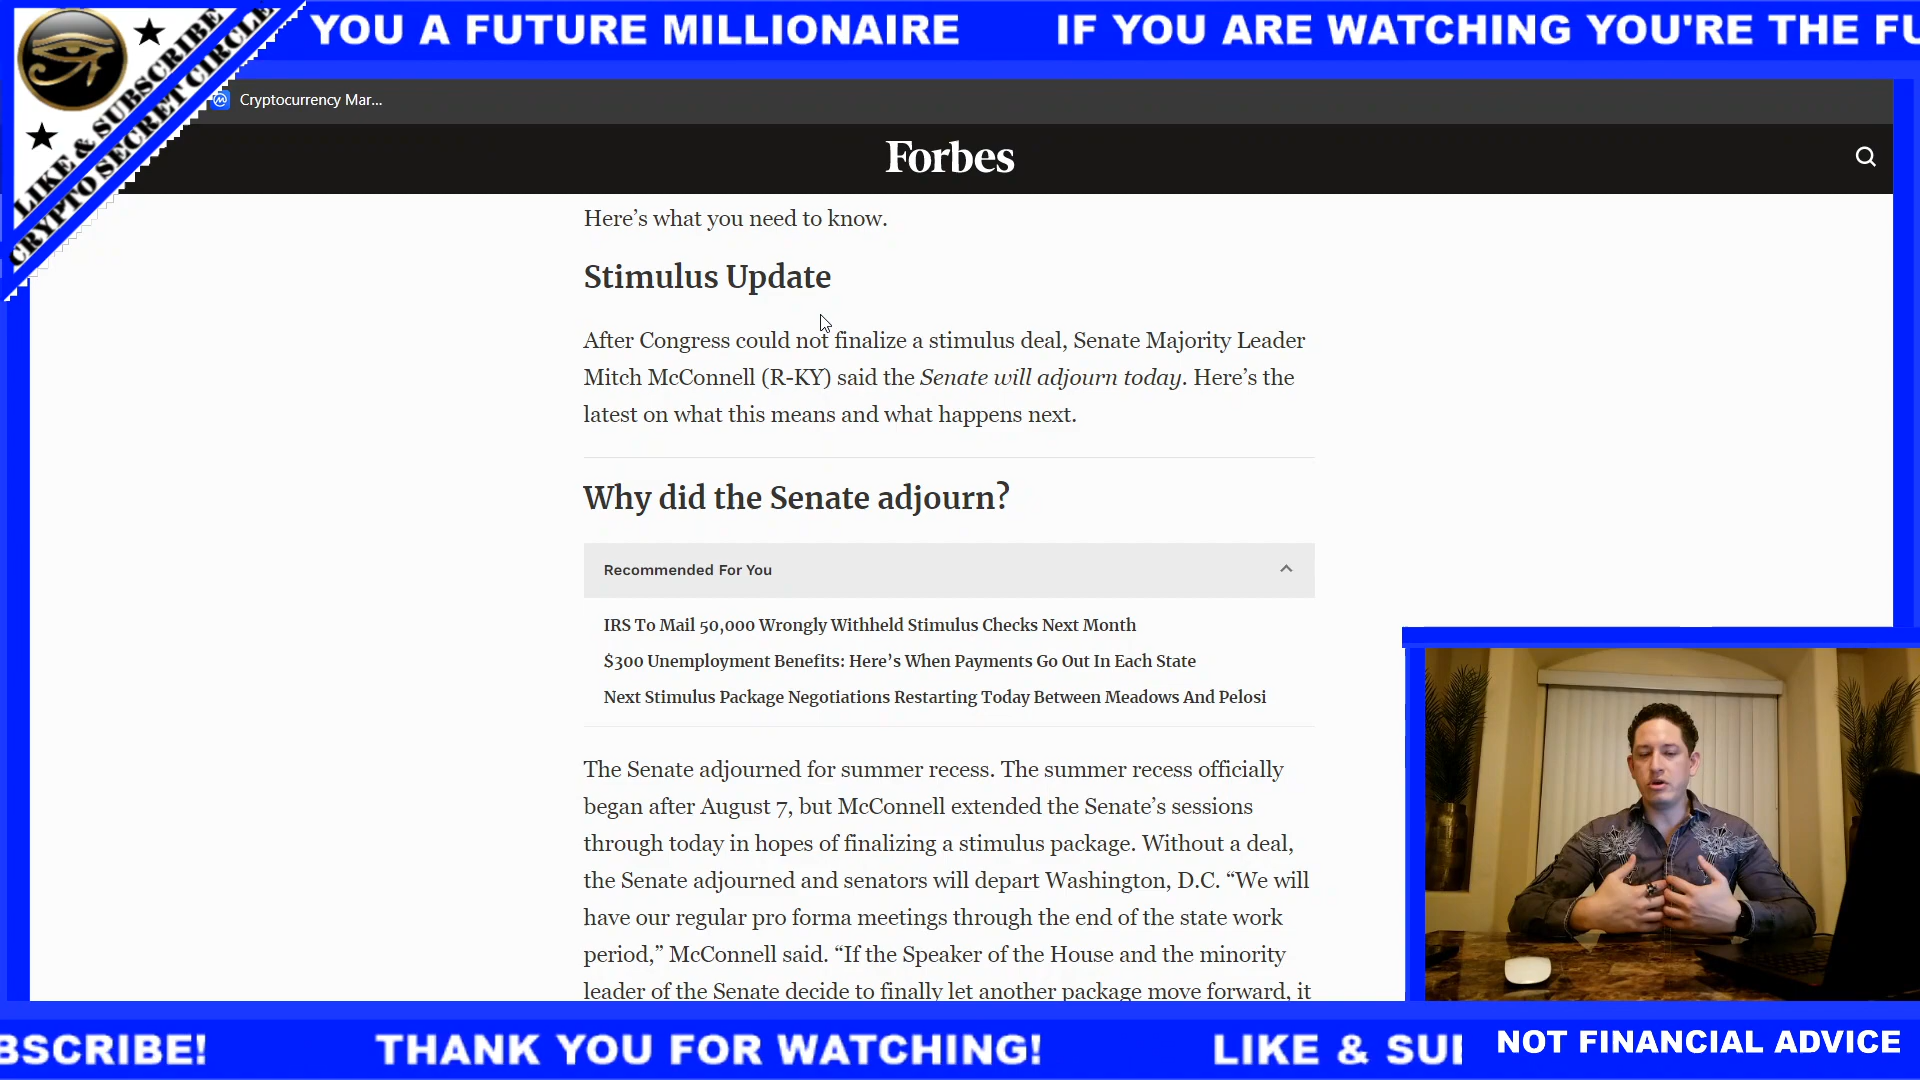 YOU A FUTURE MILLIONAIRE IF YOU ARE WATCHING YOU'RE THE FU
LIKE & SUBSCRIBE
CRYPTO SECRET CIRCLE
Cryptocurrency Mar...
Forbes
Here’s what you need to know.
Stimulus Update
After Congress could not finalize a stimulus deal, Senate Majority Leader
Mitch McConnell (R-KY) said the Senate will adjourn today. Here’s the
latest on what this means and what happens next.
Why did the Senate adjourn?
Recommended For You
IRS To Mail 50,000 Wrongly Withheld Stimulus Checks Next Month
$300 Unemployment Benefits: Here’s When Payments Go Out In Each State
Next Stimulus Package Negotiations Restarting Today Between Meadows And Pelosi
The Senate adjourned for summer recess. The summer recess officially
began after August 7, but McConnell extended the Senate’s sessions
through today in hopes of finalizing a stimulus package. Without a deal,
the Senate adjourned and senators will depart Washington, D.C. “We will
have our regular pro forma meetings through the end of the state work
period,” McConnell said. “If the Speaker of the House and the minority
leader of the Senate decide to finally let another package move forward, it
BSCRIBE! THANK YOU FOR WATCHING! LIKE & SUI
NOT FINANCIAL ADVICE